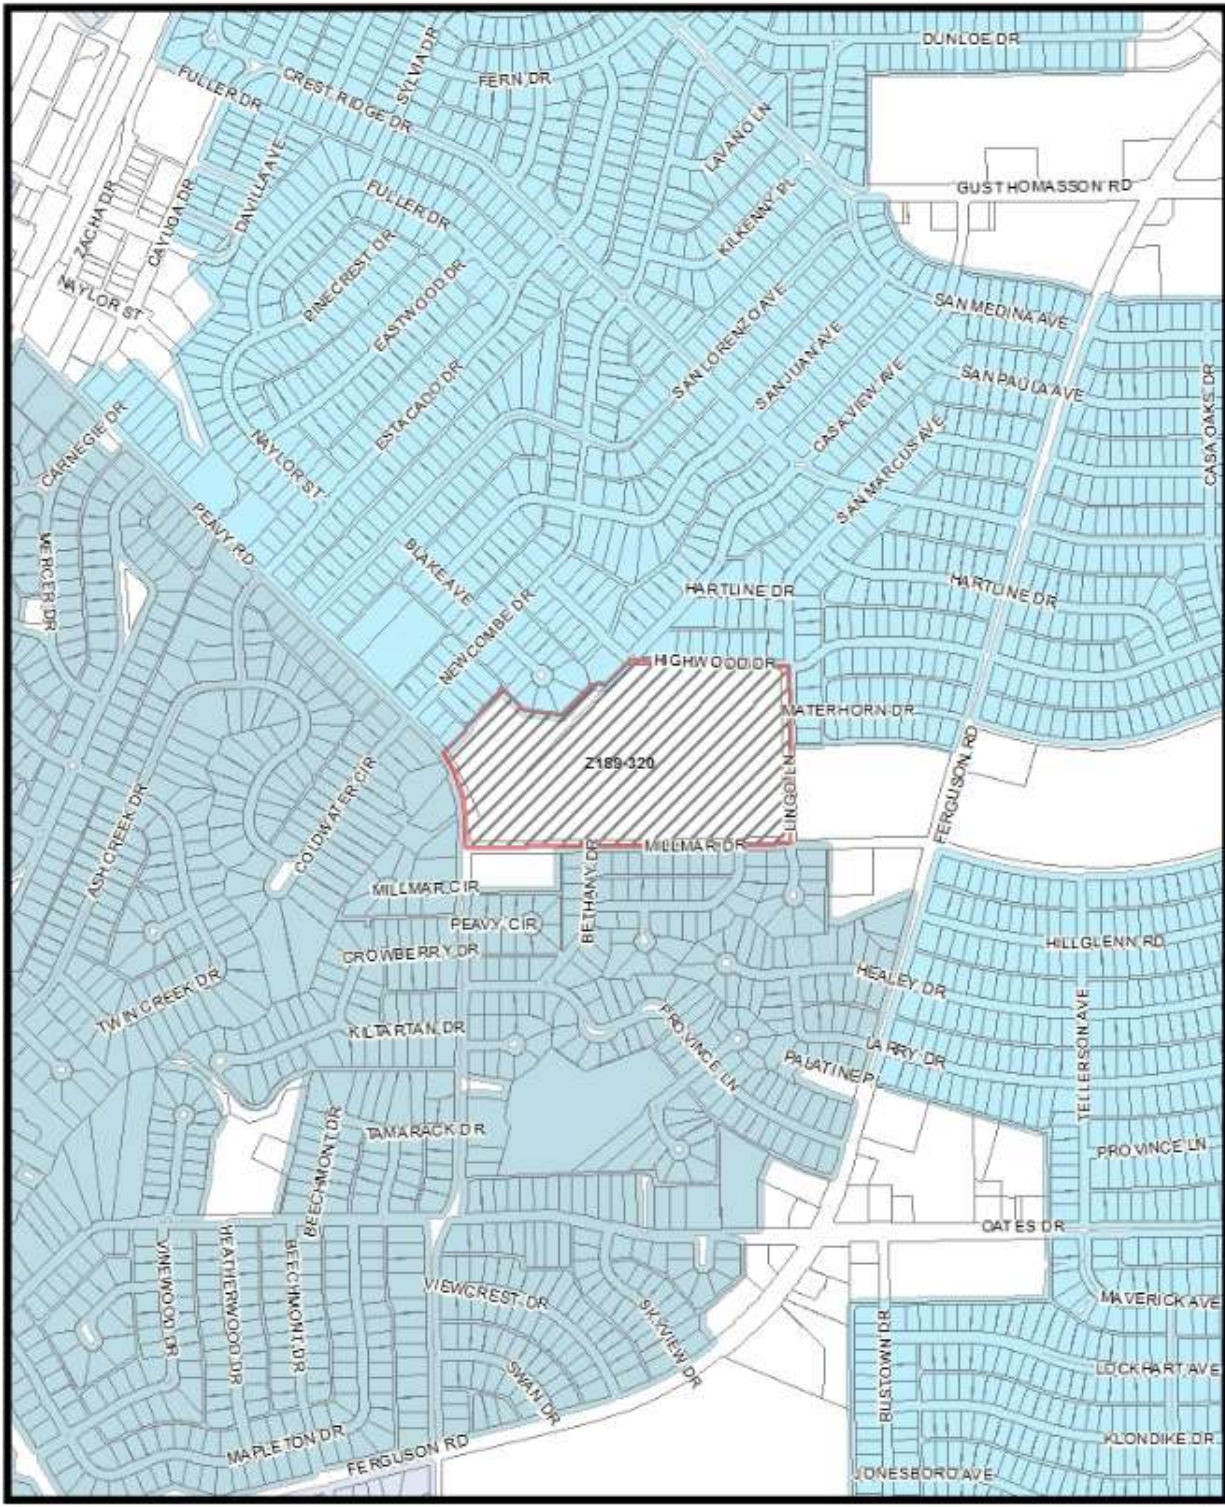 DUNLOE DR
SYLVIA DR
FERN DR
FULLER DR
CREST RIDGE DR
LAVANO LN
DAVILLA AVE
ZACHA DR
CAYUGA DR
FULLER DR
KILKENNY PL
GUS THOMASSON RD
PINECREST DR
NAYLOR ST
EASTWOOD DR
SAN LORENZO AVE
SAN MEDINA AVE
SAN JUAN AVE
SAN PAULA AVE
CASA VIEW AVE
CASA OAKS DR
ESTACADO DR
CARNEGIE DR
NAYLOR ST
SAN MARCUS AVE
PEAVY RD
MERCER DR
BLAKE AVE
HARTLINE DR
HARTLINE DR
NEWCOMBE DR
HIGHWOOD DR
MATERHORN DR
Z189-320
FERGUSON RD
LINGO LN
COLDWATER CIR
ASH CREEK DR
MILLMAR DR
MILLMAR CIR
BETHANY DR
PEAVY CIR
CROWBERRY DR
HILLGLENN RD
HEALEY DR
TWIN CREEK DR
KILTARTAN DR
PROVINCE LN
LARRY DR
PALATINE P
TELLERSON AVE
TAMARACK DR
BEECHMONT DR
PROVINCE LN
OATES DR
VINEWOOD DR
HEATHERWOOD DR
BEECHMONT DR
VIEWCREST DR
SKYVIEW DR
MAVERICK AVE
SWAN DR
RUSTOWN DR
LOCKHART AVE
MAPLETON DR
FERGUSON RD
KLONDIKE DR
JONESBORO AVE